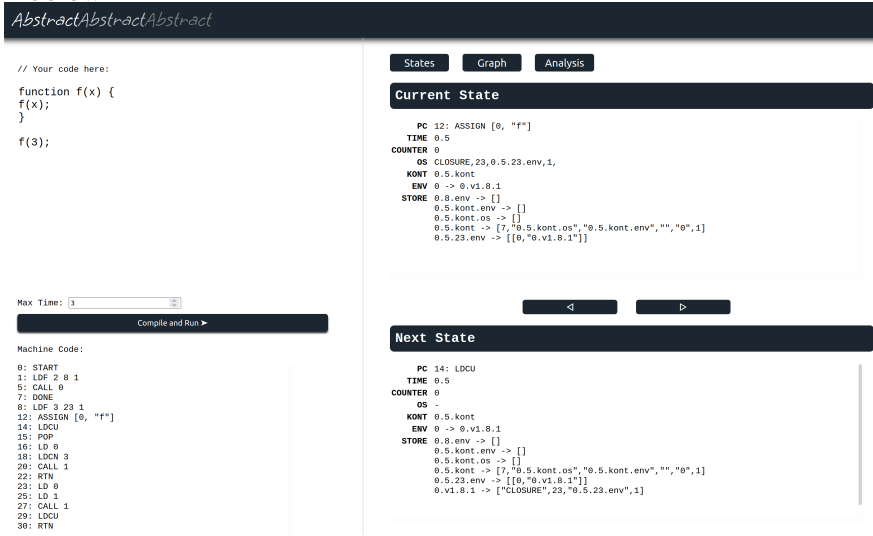 AbstractAbstractAbstract
// Your code here:
function f(x) {
f(x);
}
f(3);
Max Time: 3
Compile and Run ➤
Machine Code:
0: START
1: LDF 2 8 1
5: CALL 0
7: DONE
8: LDF 3 23 1
12: ASSIGN [0, "f"]
14: LDCU
15: POP
16: LD 0
18: LDCN 3
20: CALL 1
22: RTN
23: LD 0
25: LD 1
27: CALL 1
29: LDCU
30: RTN
States Graph Analysis
Current State
PC 12: ASSIGN [0, "f"]
TIME 0.5
COUNTER 0
OS CLOSURE,23,0.5.23.env,1,
KONT 0.5.kont
ENV 0 -> 0.v1.8.1
STORE 0.8.env -> []
0.5.kont.env -> []
0.5.kont.os -> []
0.5.kont -> [7,"0.5.kont.os","0.5.kont.env","","0",1]
0.5.23.env -> [[0,"0.v1.8.1"]]
Next State
PC 14: LDCU
TIME 0.5
COUNTER 0
OS -
KONT 0.5.kont
ENV 0 -> 0.v1.8.1
STORE 0.8.env -> []
0.5.kont.env -> []
0.5.kont.os -> []
0.5.kont -> [7,"0.5.kont.os","0.5.kont.env","","0",1]
0.5.23.env -> [[0,"0.v1.8.1"]]
0.v1.8.1 -> ["CLOSURE",23,"0.5.23.env",1]